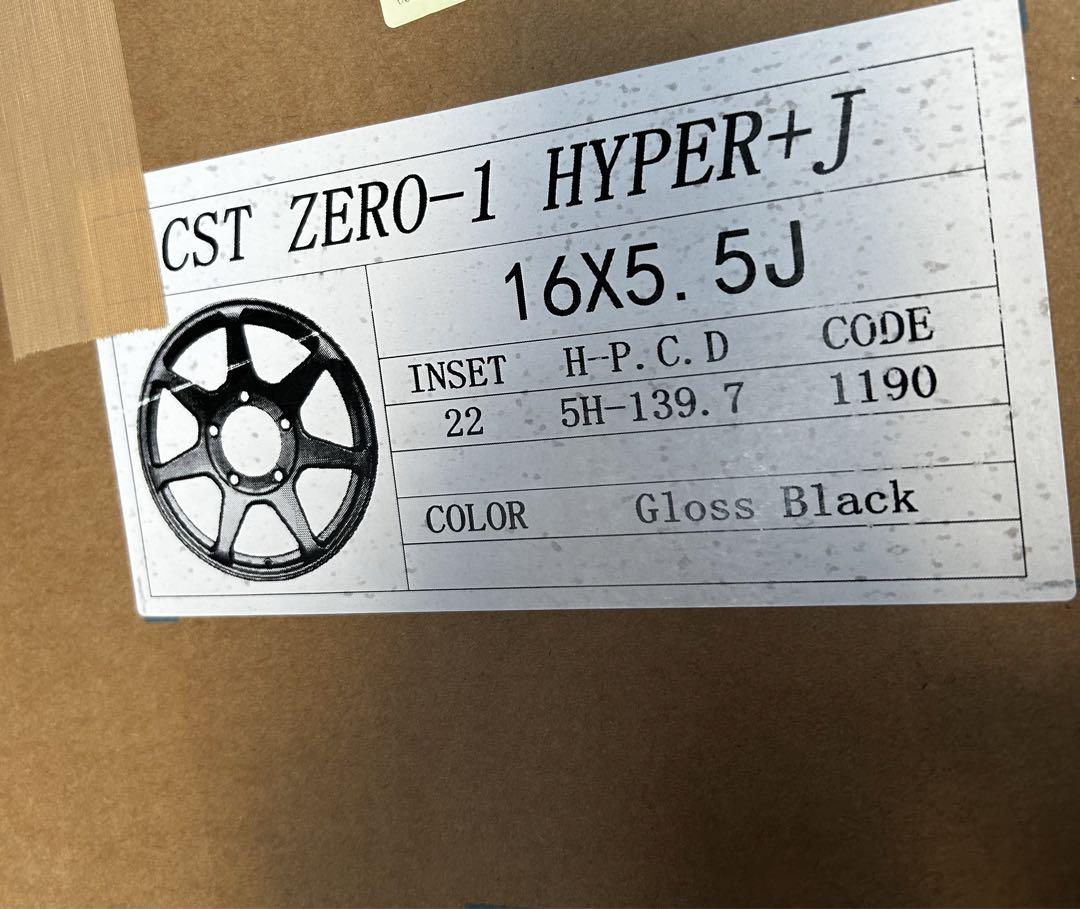 CST ZERO-1 HYPER+J
16X5.5J
INSET H-P.C.D CODE
22 5H-139.7 1190
COLOR Gloss Black